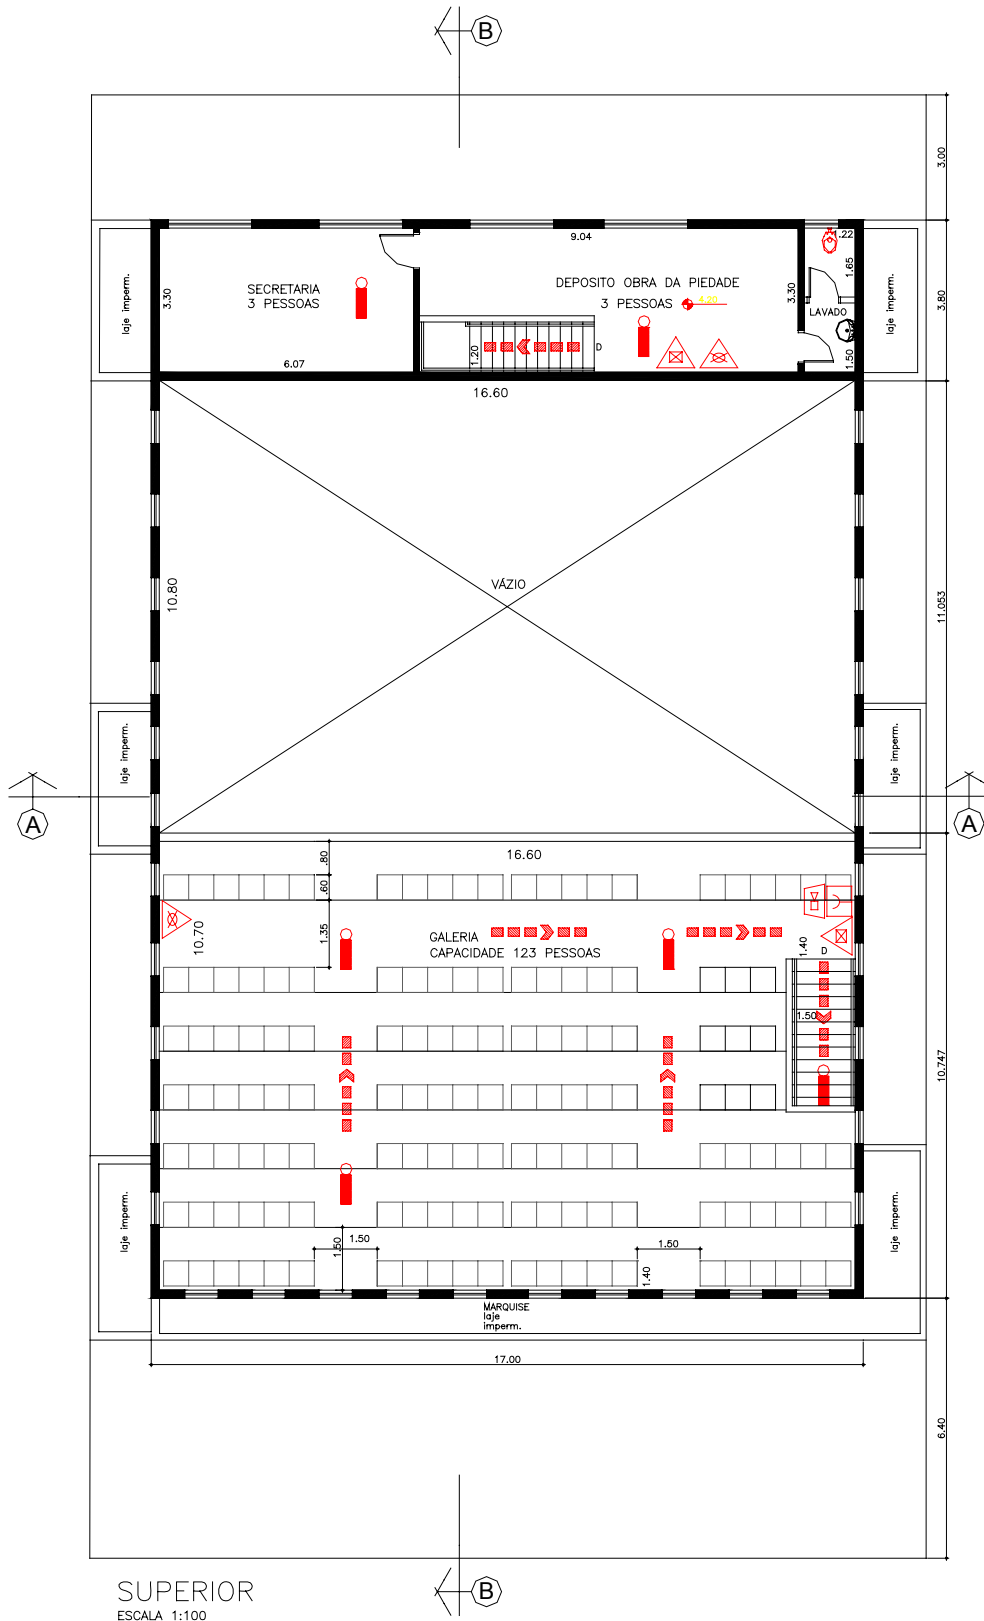 B
3.00
9.04
.22
1.65
laje imperm.
3.30
SECRETARIA
3 PESSOAS
DEPOSITO OBRA DA PIEDADE
3 PESSOAS
4.20
3.30
LAVADO
laje imperm.
3.80
1.20
D
1.50
6.07
16.60
VÁZIO
10.80
11.053
laje imperm.
laje imperm.
A
A
16.60
.80
.60
1.35
10.70
GALERIA
CAPACIDADE 123 PESSOAS
1.40
D
1.50
10.747
laje imperm.
laje imperm.
1.50
1.50
1.50
1.40
MARQUISE
laje
imperm.
17.00
6.40
SUPERIOR
ESCALA 1:100
B